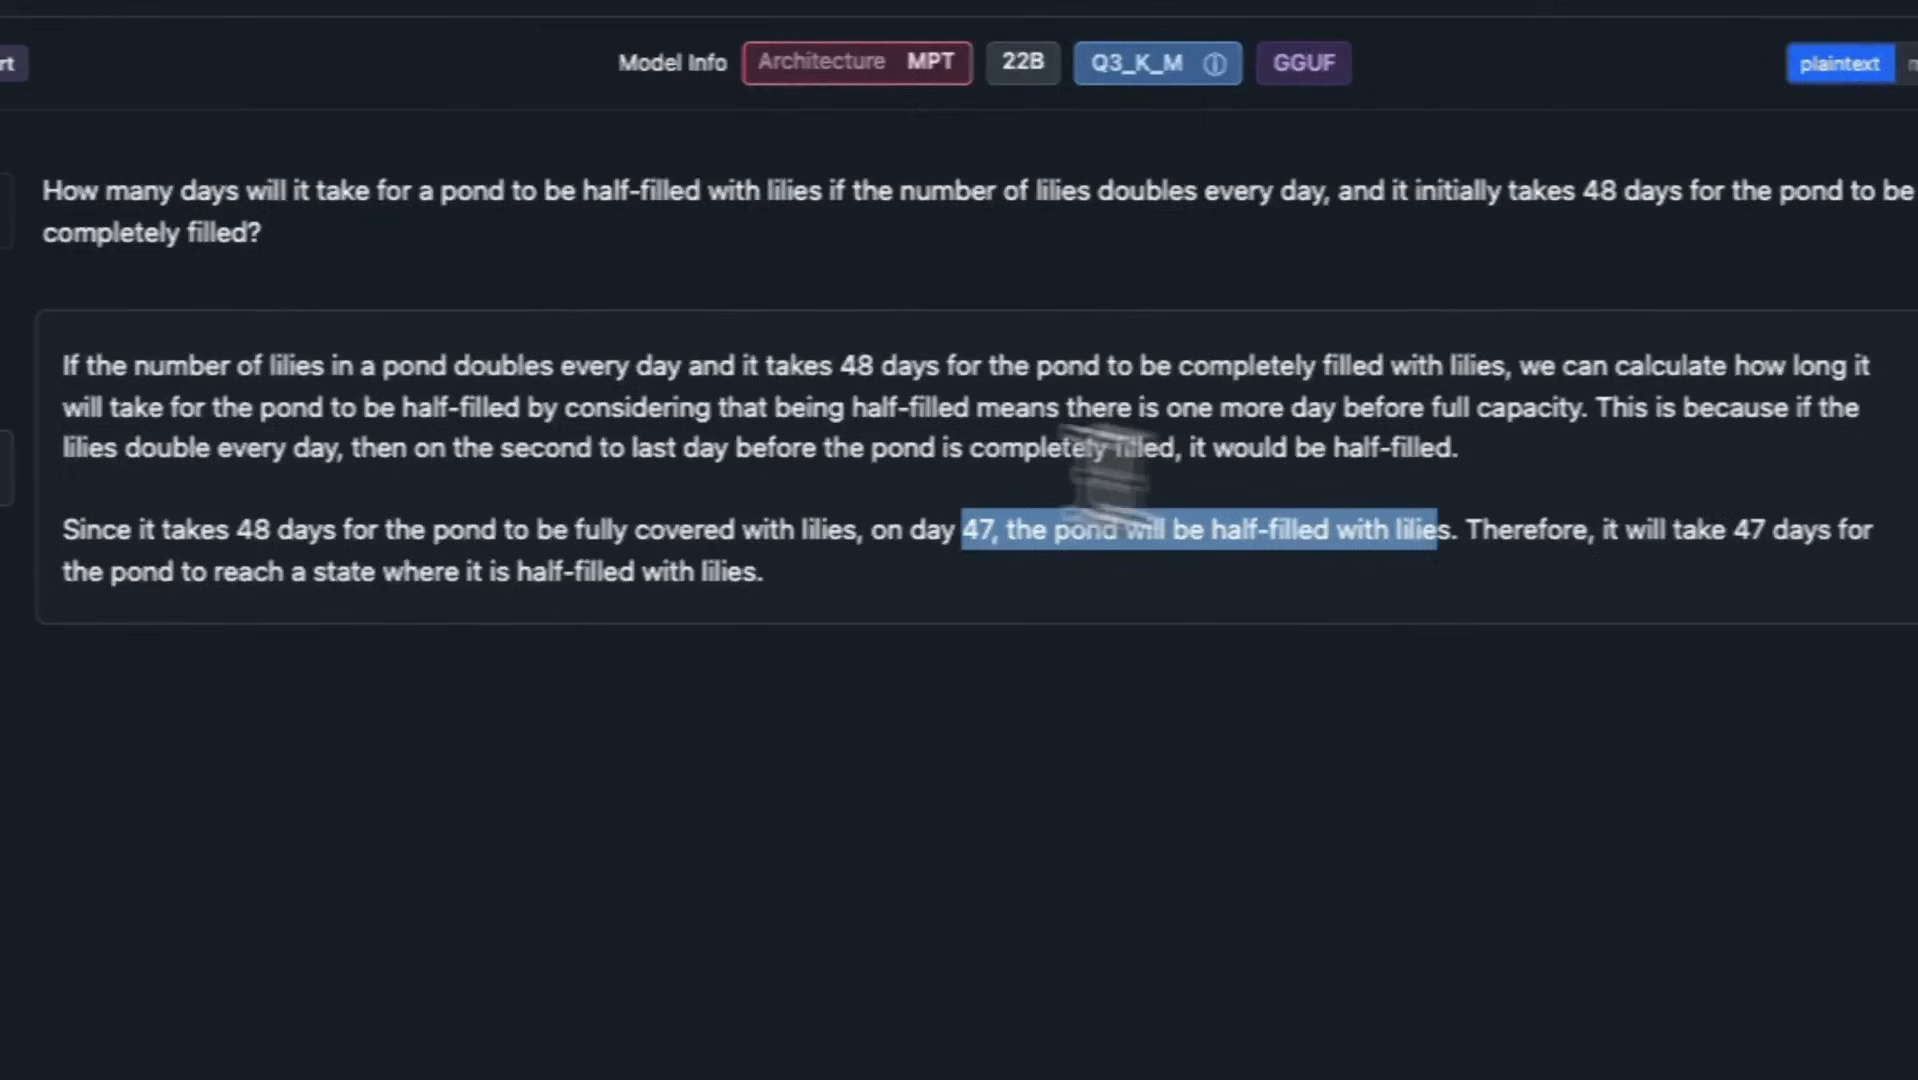 rt Model Info Architecture MPT 22B Q3_K_M GGUF plaintext
How many days will it take for a pond to be half-filled with lilies if the number of lilies doubles every day, and it initially takes 48 days for the pond to be
completely filled?
If the number of lilies in a pond doubles every day and it takes 48 days for the pond to be completely filled with lilies, we can calculate how long it
will take for the pond to be half-filled by considering that being half-filled means there is one more day before full capacity. This is because if the
lilies double every day, then on the second to last day before the pond is completely filled, it would be half-filled.
Since it takes 48 days for the pond to be fully covered with lilies, on day 47, the pond will be half-filled with lilies. Therefore, it will take 47 days for
the pond to reach a state where it is half-filled with lilies.